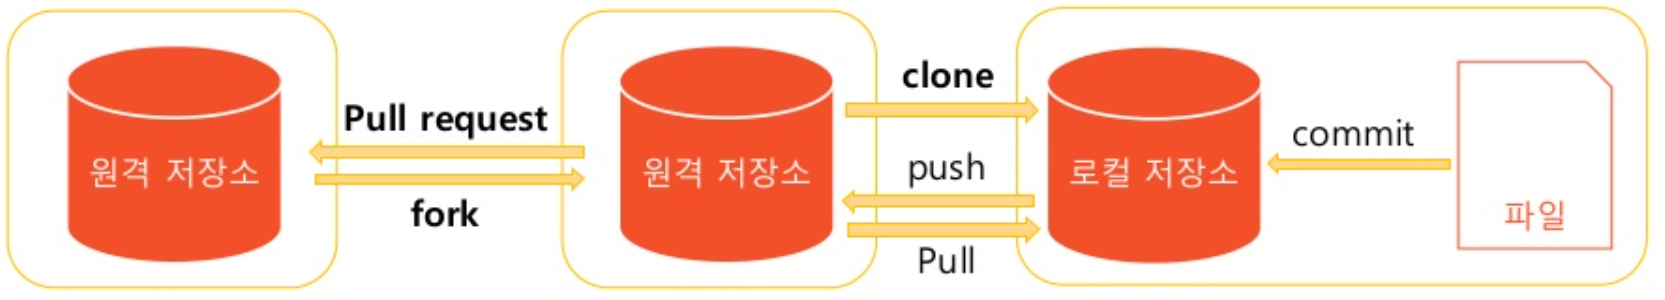 원격 저장소
Pull request
fork
원격 저장소
clone
push
Pull
로컬 저장소
commit
파일